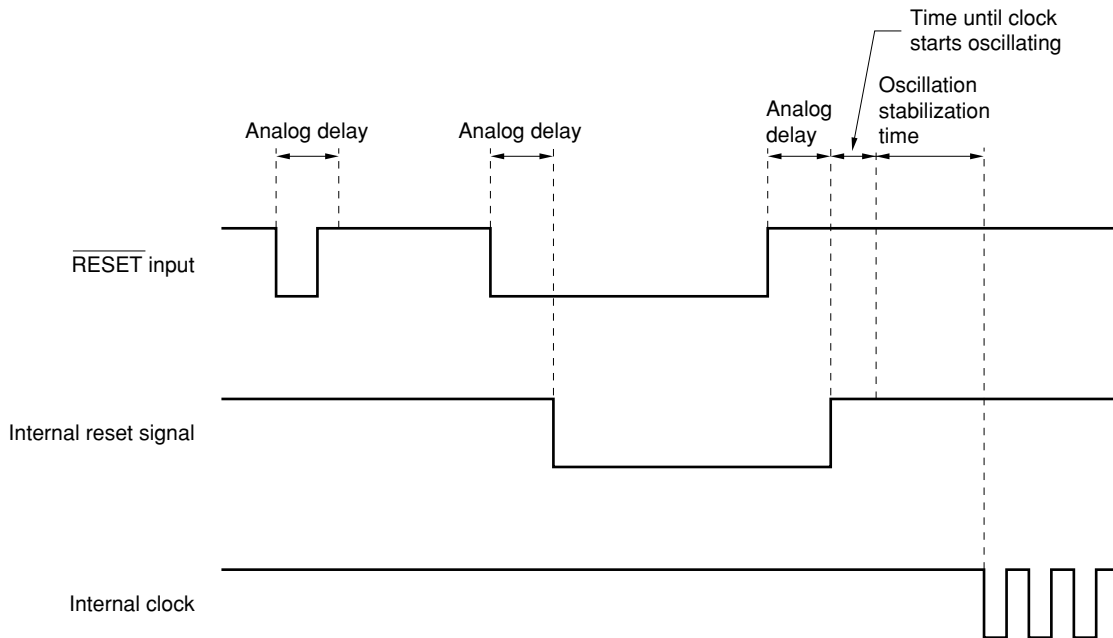 Time until clock
starts oscillating
Oscillation
stabilization
time
Analog
delay
Analog delay
Analog delay
RESET input
Internal reset signal
Internal clock